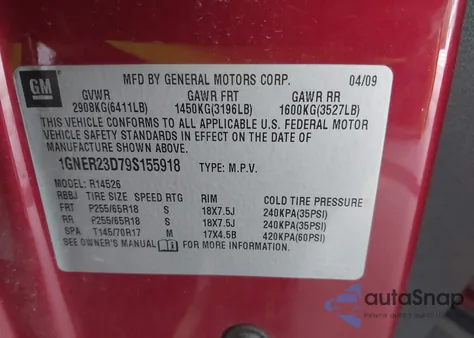 GM
MFD BY GENERAL MOTORS CORP. 04/09
GVWR GAWR FRT GAWR RR
2908KG(6411LB) 1450KG(3196LB) 1600KG(3527LB)
THIS VEHICLE CONFORMS TO ALL APPLICABLE U.S. FEDERAL MOTOR
VEHICLE SAFETY STANDARDS IN EFFECT ON THE DATE OF
MANUFACTURE SHOWN ABOVE.
1GNER23D79S155918 TYPE: M.P.V.
MODEL: R14526
RBBJ TIRE SIZE SPEED RTG RIM COLD TIRE PRESSURE
FRT P255/65R18 S 18X7.5J 240KPA(35PSI)
RR P255/65R18 S 18X7.5J 240KPA(35PSI)
SPA T145/70R17 M 17X4.5B 420KPA(60PSI)
SEE OWNER'S MANUAL FOR MORE INFORMATION.
autoSnap